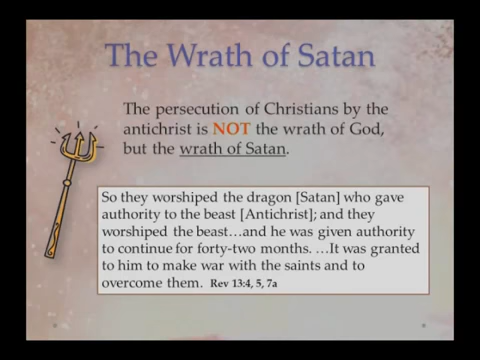 The Wrath of Satan
The persecution of Christians by the
antichrist is NOT the wrath of God,
but the wrath of Satan.
So they worshiped the dragon [Satan] who gave
authority to the beast [Antichrist]; and they
worshiped the beast…and he was given authority
to continue for forty-two months. …It was granted
to him to make war with the saints and to
overcome them. Rev 13:4, 5, 7a